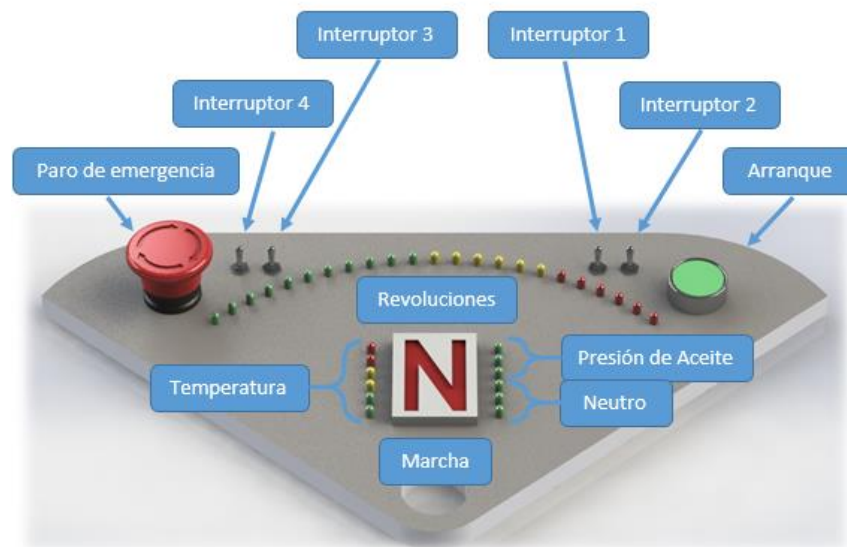 Interruptor 3
Interruptor 1
Interruptor 4
Interruptor 2
Paro de emergencia
Arranque
Revoluciones
Temperatura
N
Presión de Aceite
Neutro
Marcha